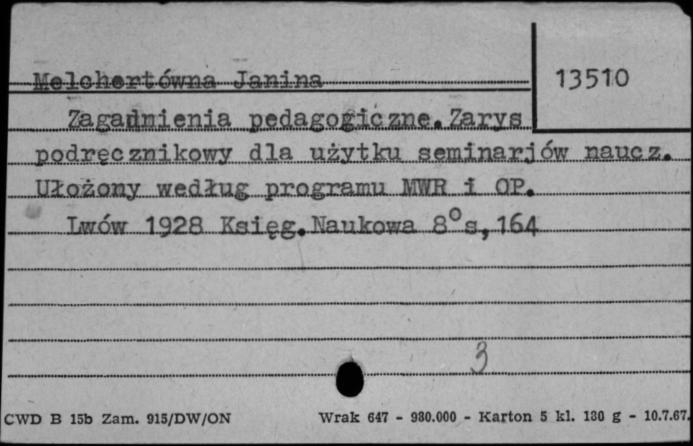 Melchertówna Janina
13510
Zagadnienia pedagogiczne.Zarys
podręcznikowy dla użytku seminarjów naucz.
Ułożony według programu MWR i OP.
Lwów 1928 Księg.Naukowa 8°s,164
3
CWD B 15b Zam. 915/DW/ON
Wrak 647 - 930.000 - Karton 5 kl. 180 g - 10.7.67.